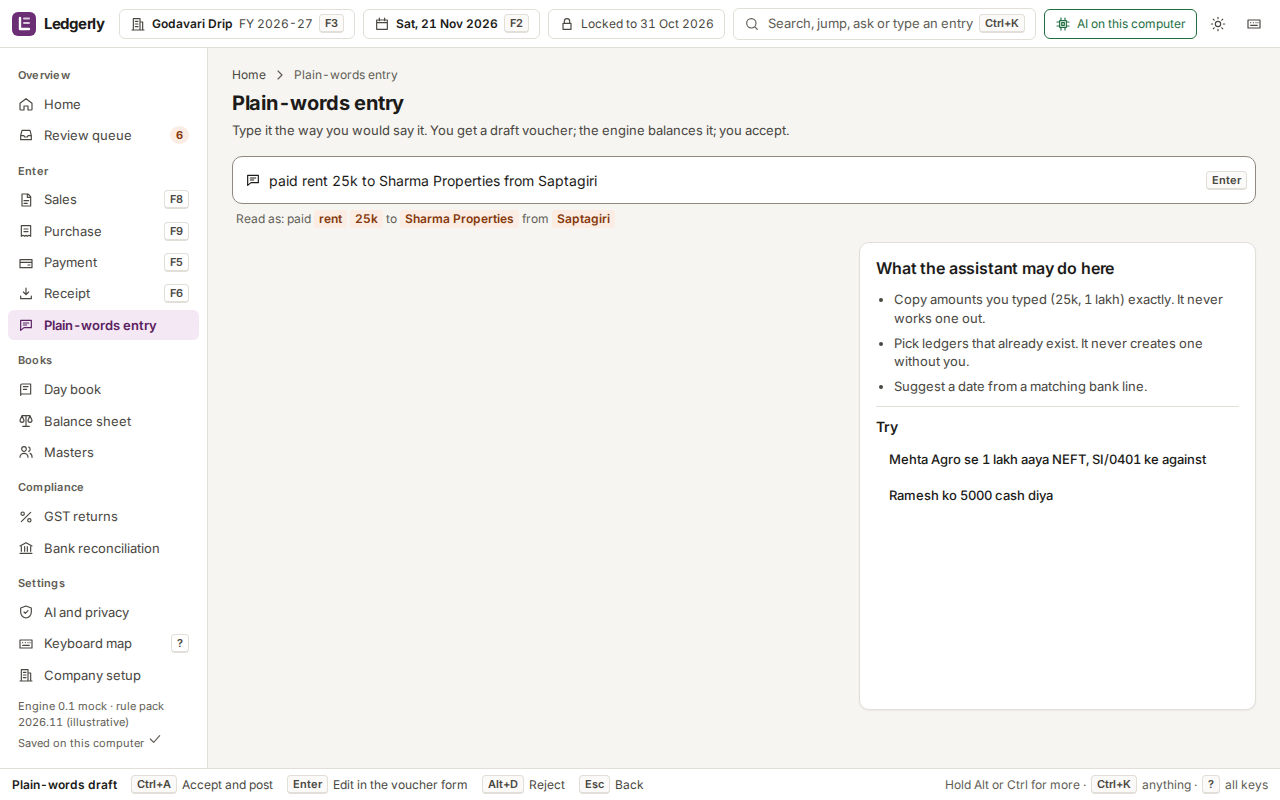 Ledgerly
Godavari Drip FY 2026-27 F3
Sat, 21 Nov 2026 F2
Locked to 31 Oct 2026
Search, jump, ask or type an entry Ctrl+K
AI on this computer
Overview
Home
Review queue 6
Enter
Sales F8
Purchase F9
Payment F5
Receipt F6
Plain-words entry
Books
Day book
Balance sheet
Masters
Compliance
GST returns
Bank reconciliation
Settings
AI and privacy
Keyboard map ?
Company setup
Engine 0.1 mock · rule pack
2026.11 (illustrative)
Saved on this computer
Home Plain-words entry
Plain-words entry
Type it the way you would say it. You get a draft voucher; the engine balances it; you accept.
paid rent 25k to Sharma Properties from Saptagiri Enter
Read as: paid rent 25k to Sharma Properties from Saptagiri
What the assistant may do here
• Copy amounts you typed (25k, 1 lakh) exactly. It never
works one out.
• Pick ledgers that already exist. It never creates one
without you.
• Suggest a date from a matching bank line.
Try
Mehta Agro se 1 lakh aaya NEFT, SI/0401 ke against
Ramesh ko 5000 cash diya
Plain-words draft Ctrl+A Accept and post Enter Edit in the voucher form Alt+D Reject Esc Back
Hold Alt or Ctrl for more · Ctrl+K anything · ? all keys